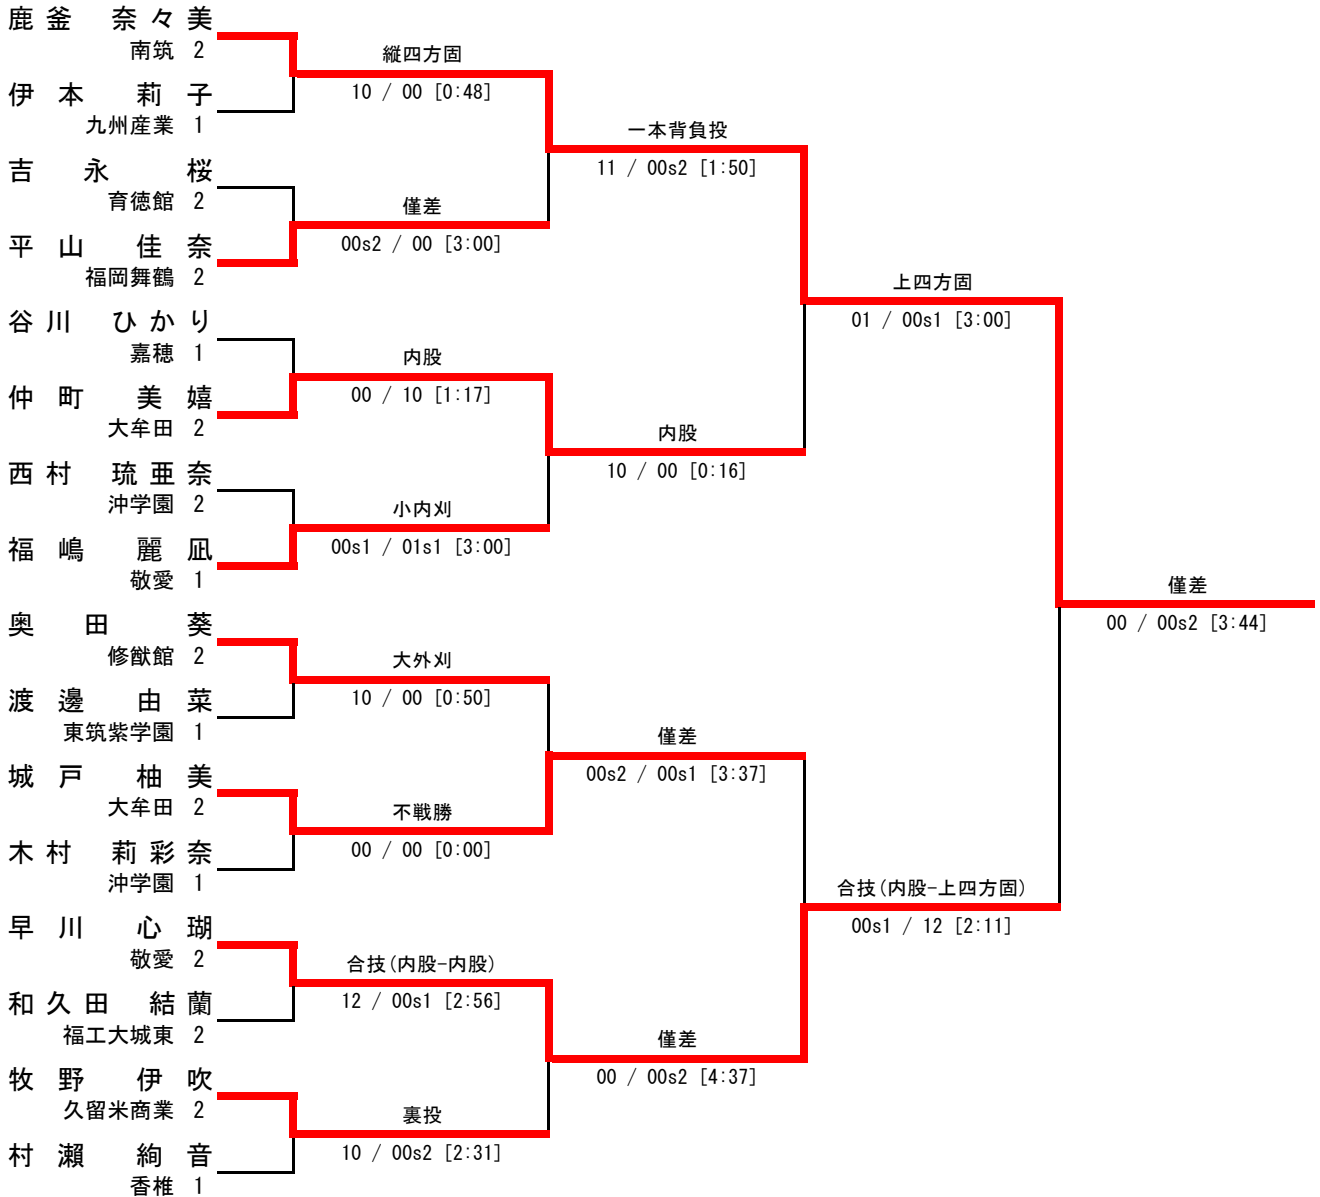 鹿釜 奈々美
南筑 2
縦四方固
10 / 00 [0:48]
伊本 莉子
九州産業 1
一本背負投
11 / 00s2 [1:50]
吉永 桜
育徳館 2
僅差
00s2 / 00 [3:00]
平山 佳奈
福岡舞鶴 2
上四方固
01 / 00s1 [3:00]
谷川 ひかり
嘉穂 1
内股
00 / 10 [1:17]
仲町 美嬉
大牟田 2
内股
10 / 00 [0:16]
西村 琉亜奈
沖学園 2
小内刈
00s1 / 01s1 [3:00]
福嶋 麗凪
敬愛 1
僅差
00 / 00s2 [3:44]
奥田 葵
修猷館 2
大外刈
10 / 00 [0:50]
渡邊 由菜
東筑紫学園 1
僅差
00s2 / 00s1 [3:37]
城戸 柚美
大牟田 2
不戦勝
00 / 00 [0:00]
木村 莉彩奈
沖学園 1
合技(内股-上四方固)
00s1 / 12 [2:11]
早川 心瑚
敬愛 2
合技(内股-内股)
12 / 00s1 [2:56]
和久田 結蘭
福工大城東 2
僅差
00 / 00s2 [4:37]
牧野 伊吹
久留米商業 2
裏投
10 / 00s2 [2:31]
村瀨 絢音
香椎 1